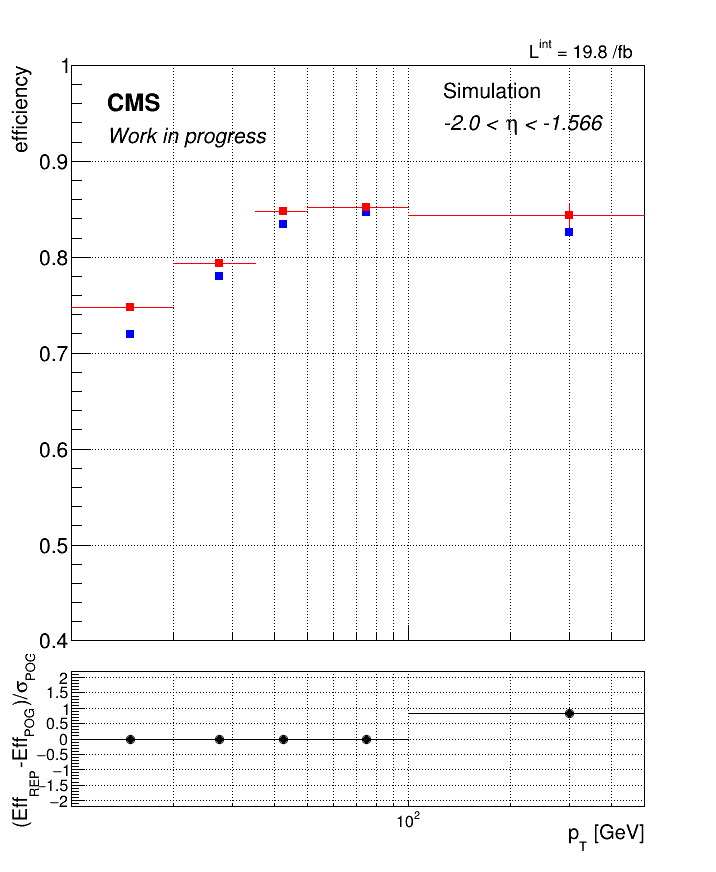 L^int = 19.8 /fb
efficiency
CMS
Work in progress
Simulation
-2.0 < η < -1.566
1
0.9
0.8
0.7
0.6
0.5
0.4
(Eff_REP -Eff_POG)/σ_POG
2
1.5
1
0.5
0
−0.5
−1
−1.5
−2
10²
p_T [GeV]